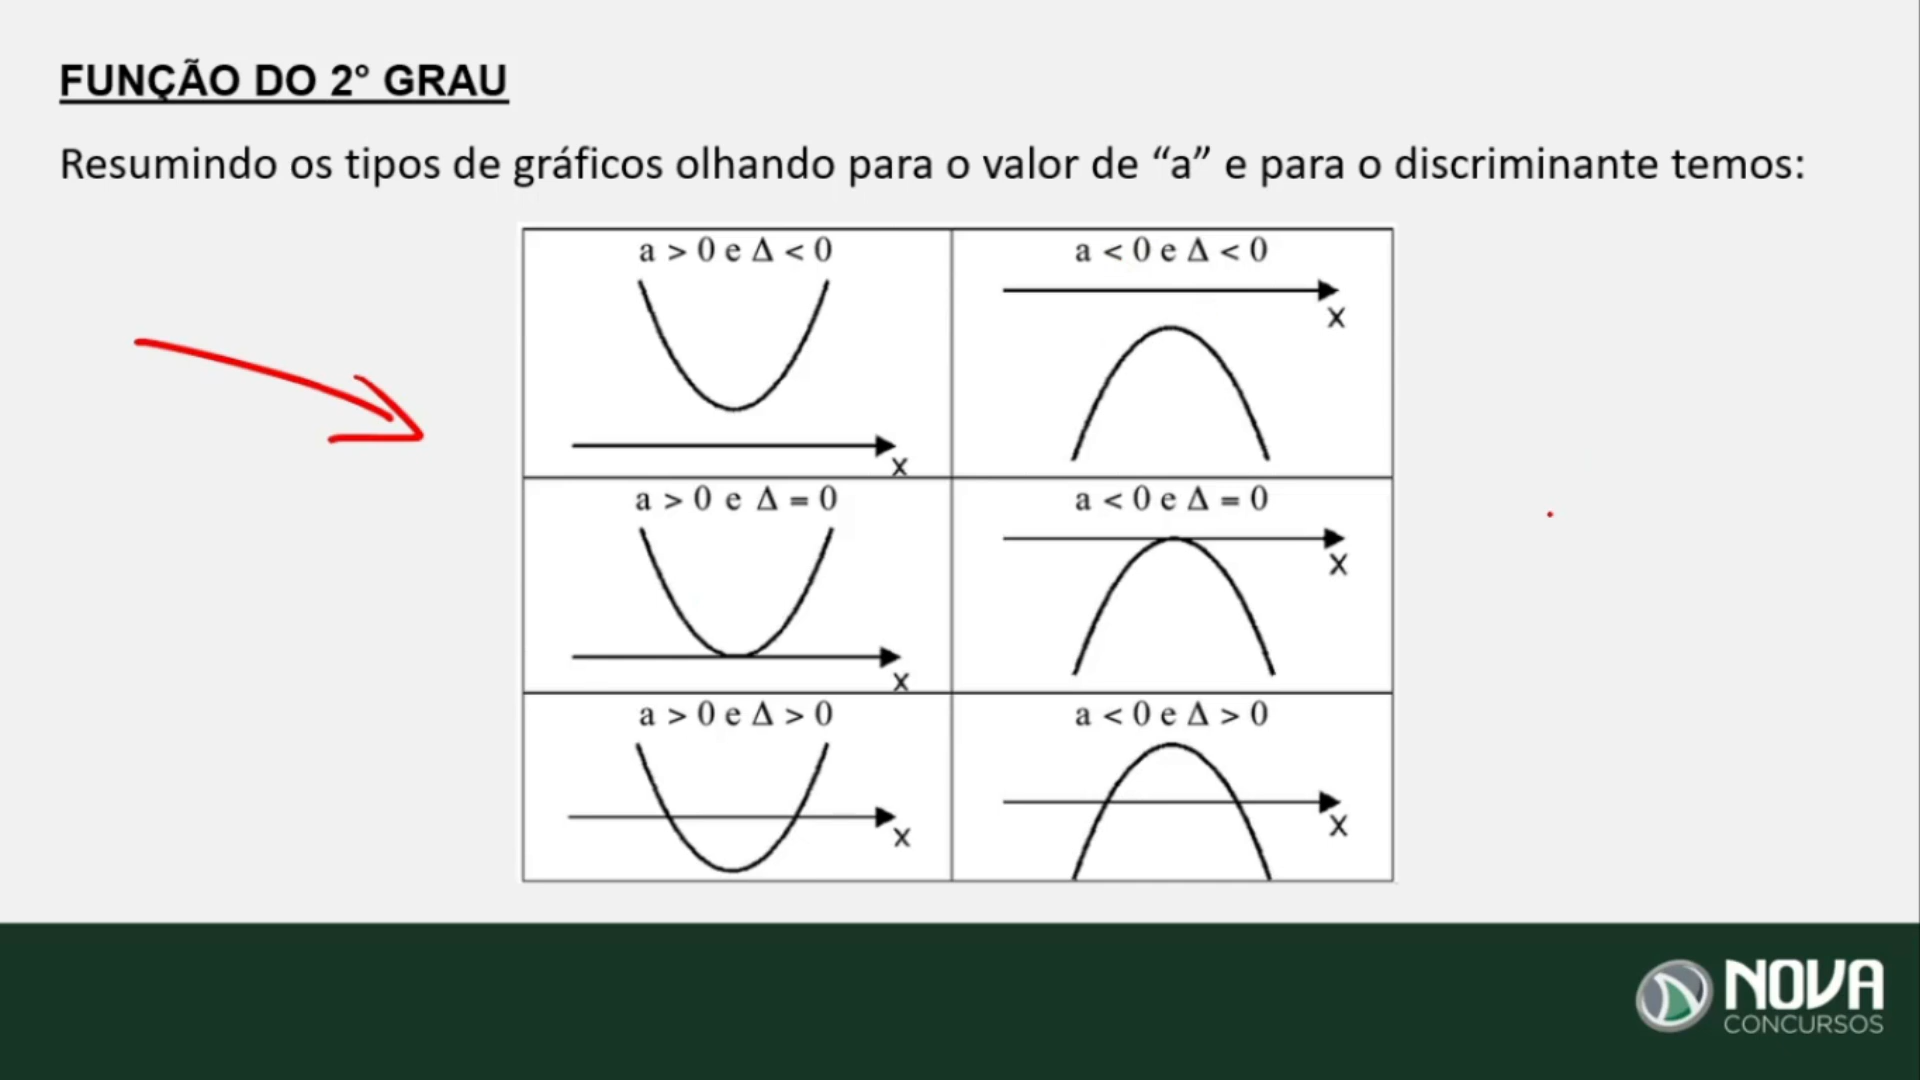 FUNÇÃO DO 2° GRAU
Resumindo os tipos de gráficos olhando para o valor de “a” e para o discriminante temos:
a > 0 e Δ < 0
a < 0 e Δ < 0
x
x
a > 0 e Δ = 0
a < 0 e Δ = 0
x
x
a > 0 e Δ > 0
a < 0 e Δ > 0
x
x
NOVA
CONCURSOS